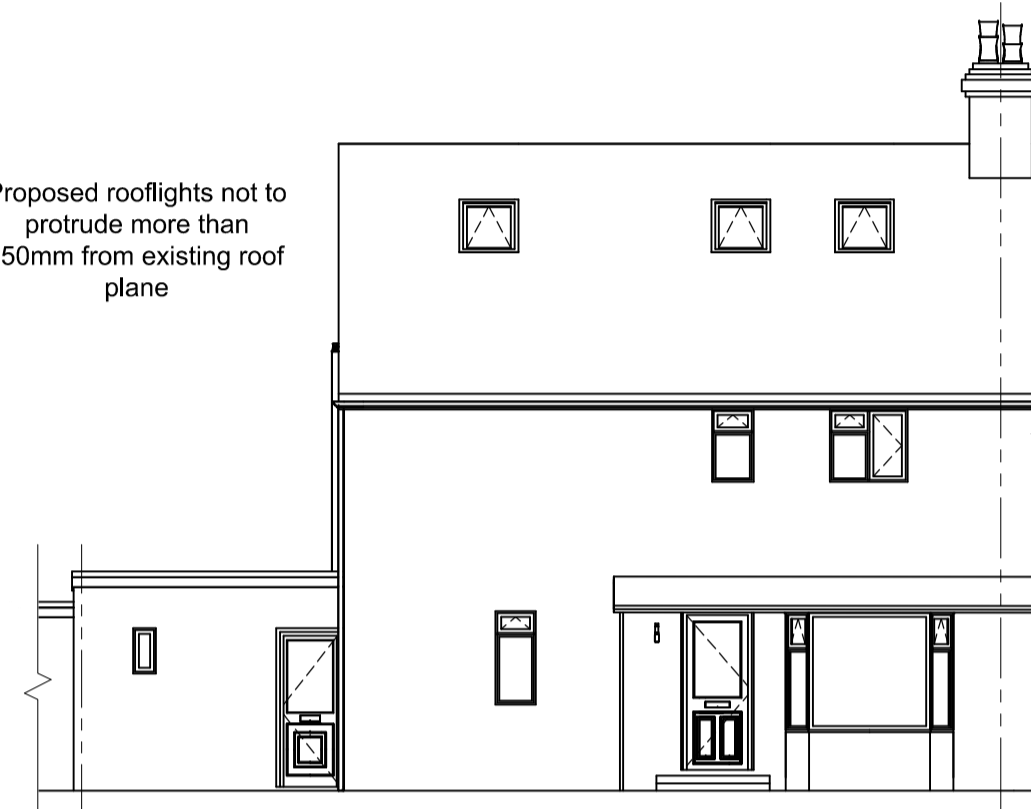 Proposed rooflights not to
protrude more than
50mm from existing roof
plane